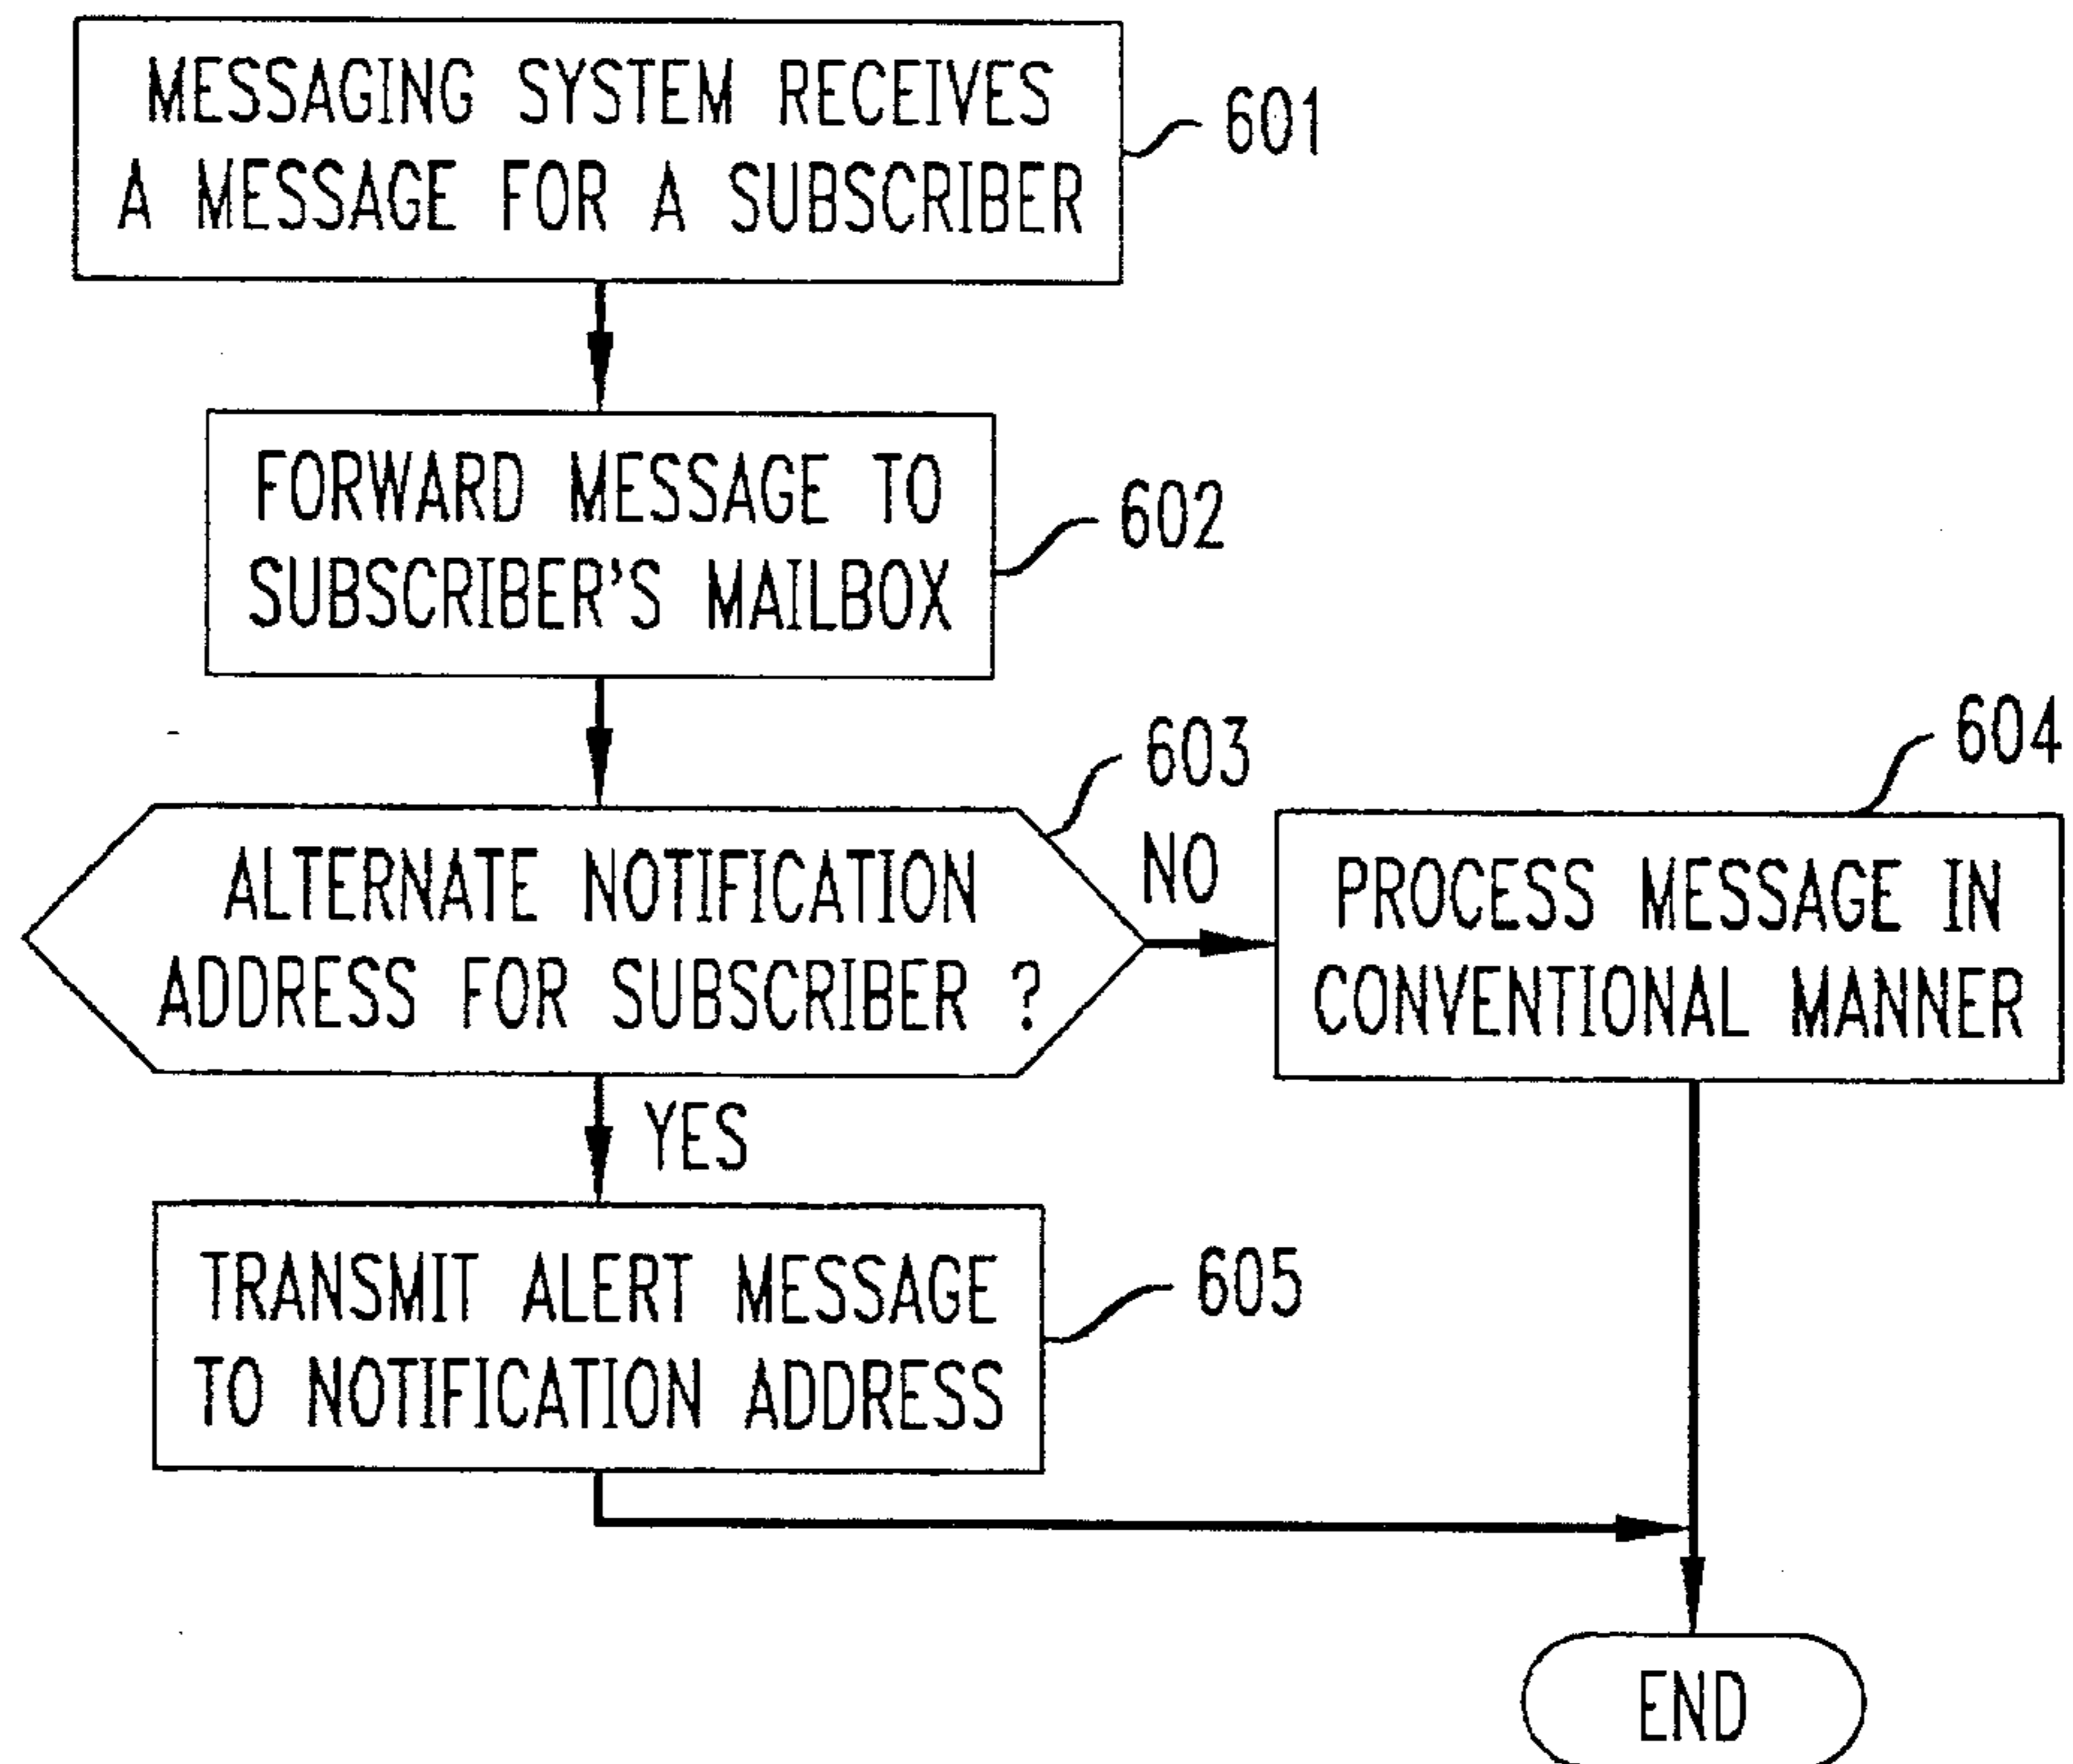 MESSAGING SYSTEM RECEIVES
A MESSAGE FOR A SUBSCRIBER
601
FORWARD MESSAGE TO
SUBSCRIBER'S MAILBOX
602
ALTERNATE NOTIFICATION
ADDRESS FOR SUBSCRIBER ?
603
NO
PROCESS MESSAGE IN
CONVENTIONAL MANNER
604
YES
TRANSMIT ALERT MESSAGE
TO NOTIFICATION ADDRESS
605
END